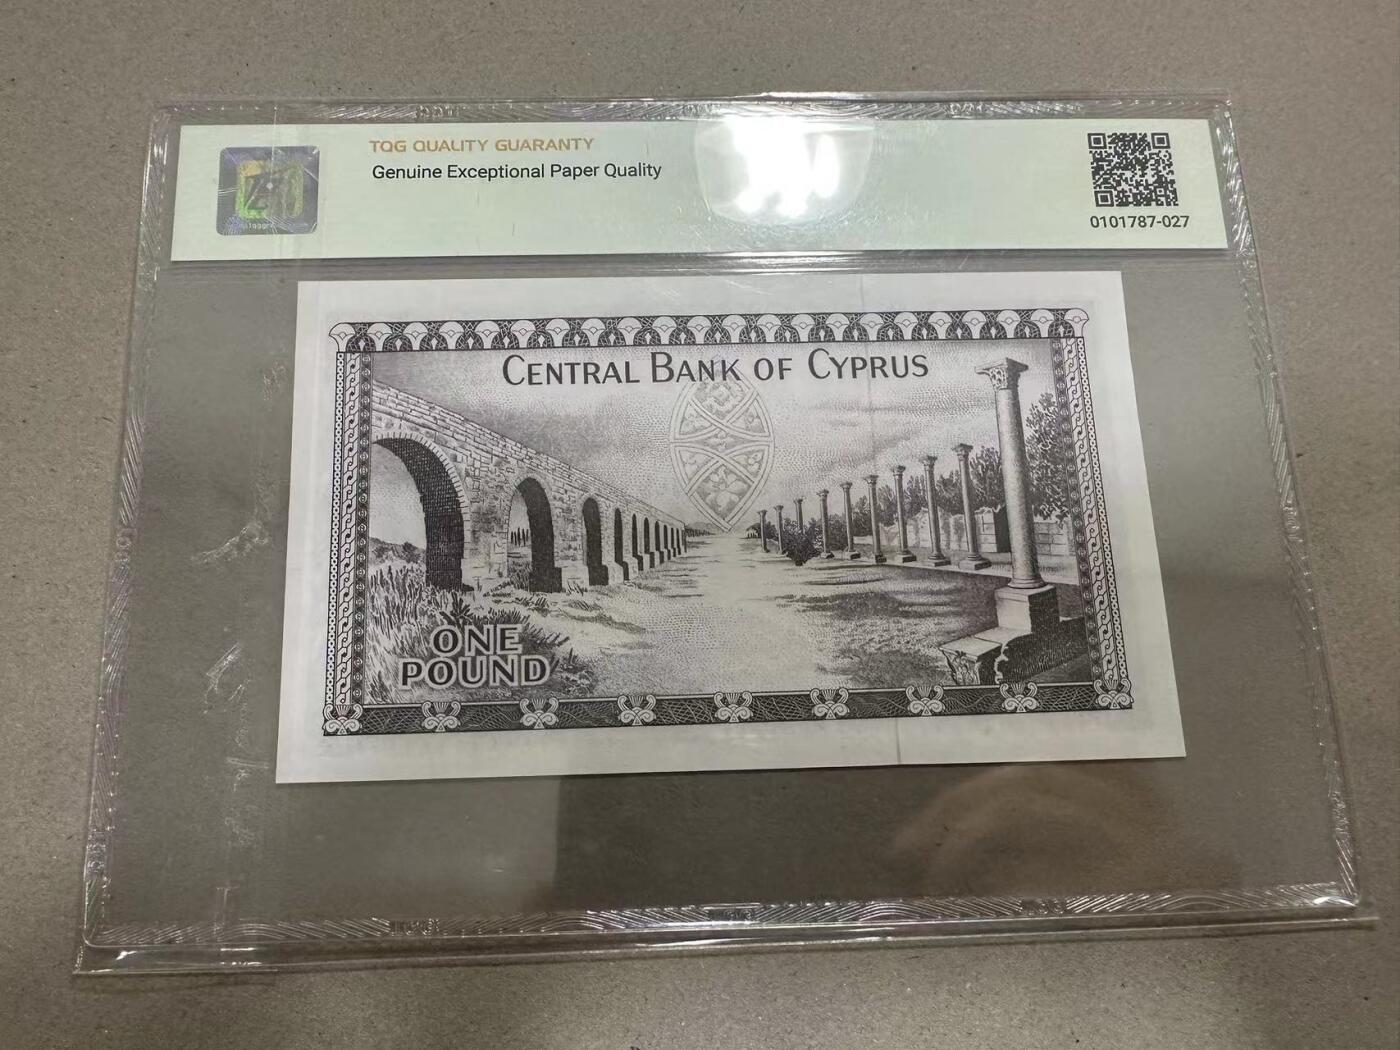 TQG QUALITY GUARANTY
Genuine Exceptional Paper Quality
0101787-027
CENTRAL BANK OF CYPRUS
ONE
POUND